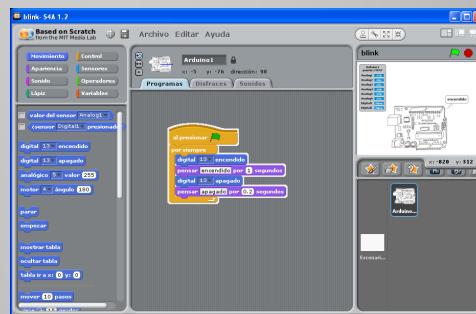 blink- S4A 1.2
Based on Scratch
from the MIT Media Lab
Archivo Editar Ayuda
Movimiento Control
Apariencia Sensores
Sonido Operadores
Lápiz Variables
valor del sensor Analog1
¿sensor Digital1 presionado
digital 13 encendido
digital 13 apagado
analógico 5 valor 255
motor 4 ángulo 180
parar
empezar
mostrar tabla
ocultar tabla
tabla ir a x: 0 y: 0
mover 10 pasos
Arduino1
x: -5 y: -76 dirección: 90
Programas Disfraces Sonidos
al presionar
por siempre
digital 13 encendido
pensar encendido por 1 segundos
digital 13 apagado
pensar apagado por 0.2 segundos
blink
encendido
x: -820 y: 312
Arduino...
Escenari...